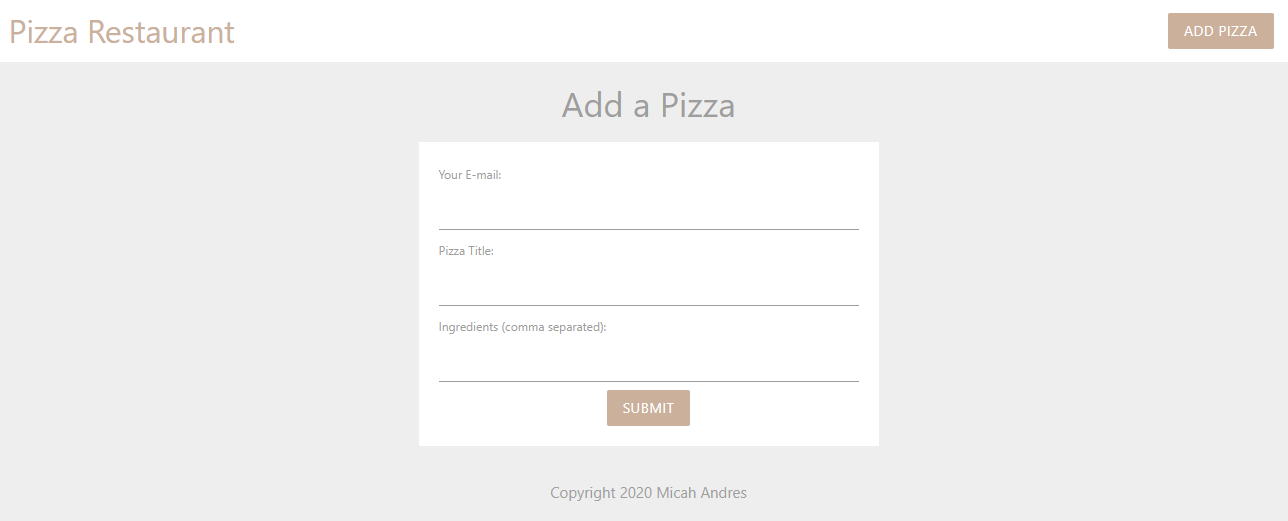 Pizza Restaurant
ADD PIZZA
Add a Pizza
Your E-mail:
Pizza Title:
Ingredients (comma separated):
SUBMIT
Copyright 2020 Micah Andres